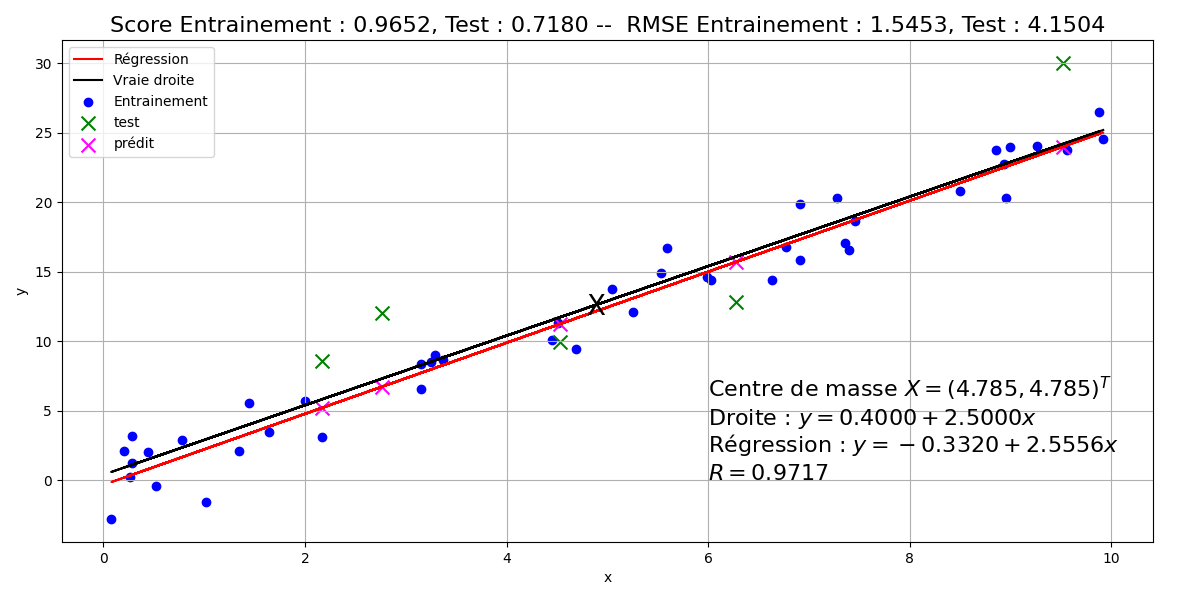 Score Entrainement : 0.9652, Test : 0.7180 --  RMSE Entrainement : 1.5453, Test : 4.1504
Régression
Vraie droite
Entrainement
test
prédit
30
25
20
15
10
5
0
y
Centre de masse X = (4.785, 4.785)^T
Droite : y = 0.4000 + 2.5000x
Régression : y = −0.3320 + 2.5556x
R = 0.9717
0 2 4 6 8 10
x